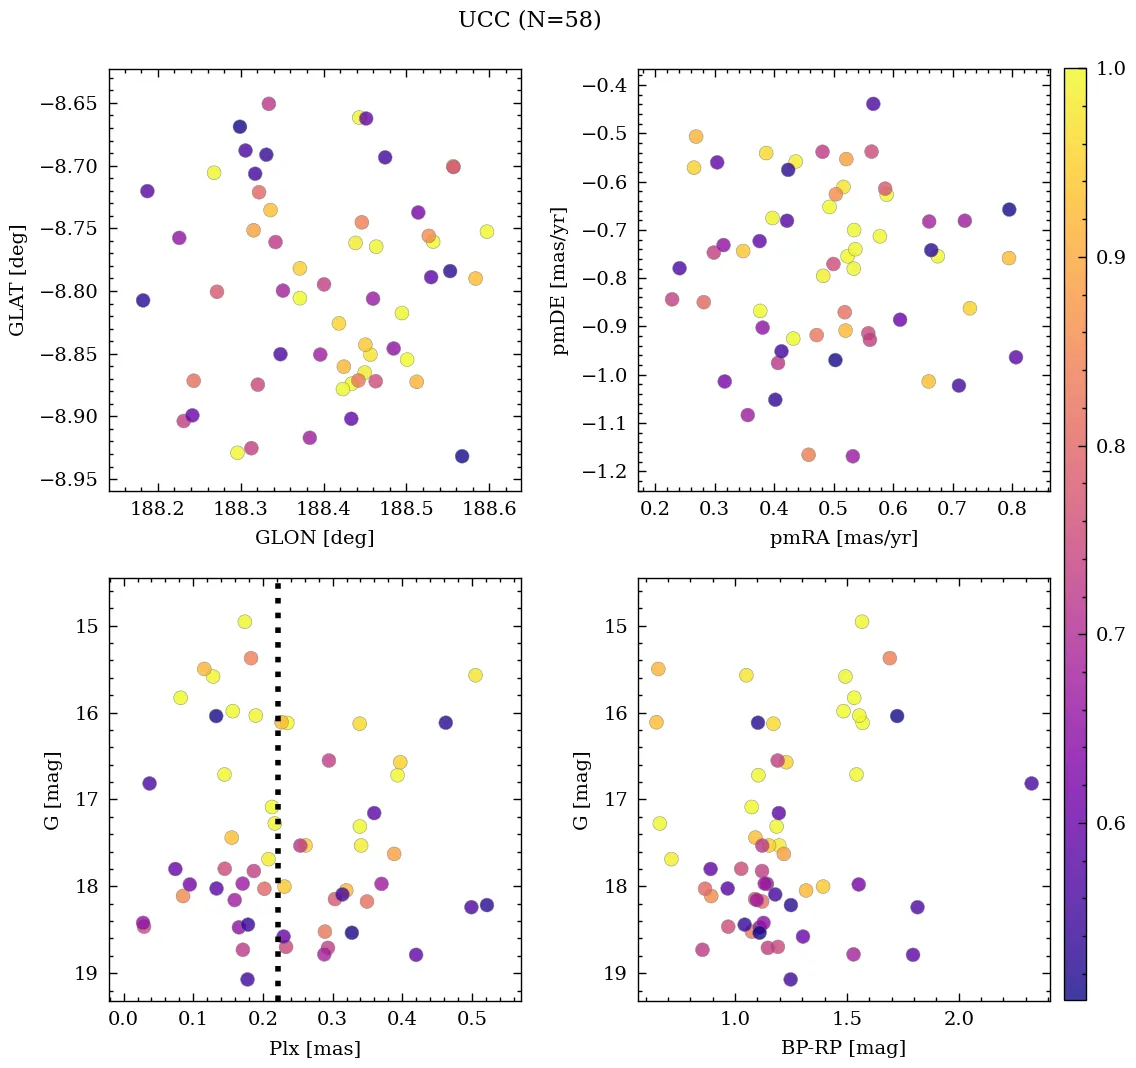 UCC (N=58)
−8.65
−8.70
−8.75
−8.80
−8.85
−8.90
−8.95
GLAT [deg]
188.2 188.3 188.4 188.5 188.6
GLON [deg]
−0.4
−0.5
−0.6
−0.7
−0.8
−0.9
−1.0
−1.1
−1.2
pmDE [mas/yr]
0.2 0.3 0.4 0.5 0.6 0.7 0.8
pmRA [mas/yr]
15
16
17
18
19
G [mag]
0.0 0.1 0.2 0.3 0.4 0.5
Plx [mas]
15
16
17
18
19
G [mag]
1.0 1.5 2.0
BP-RP [mag]
1.0
0.9
0.8
0.7
0.6